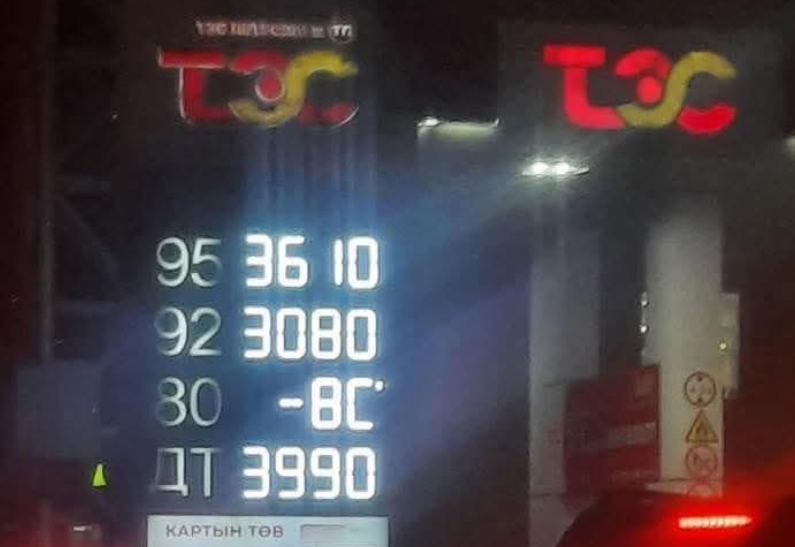 ТЭС
ТЭС
95 3610
92 3080
80 -8C°
ДТ 3990
КАРТЫН ТӨВ